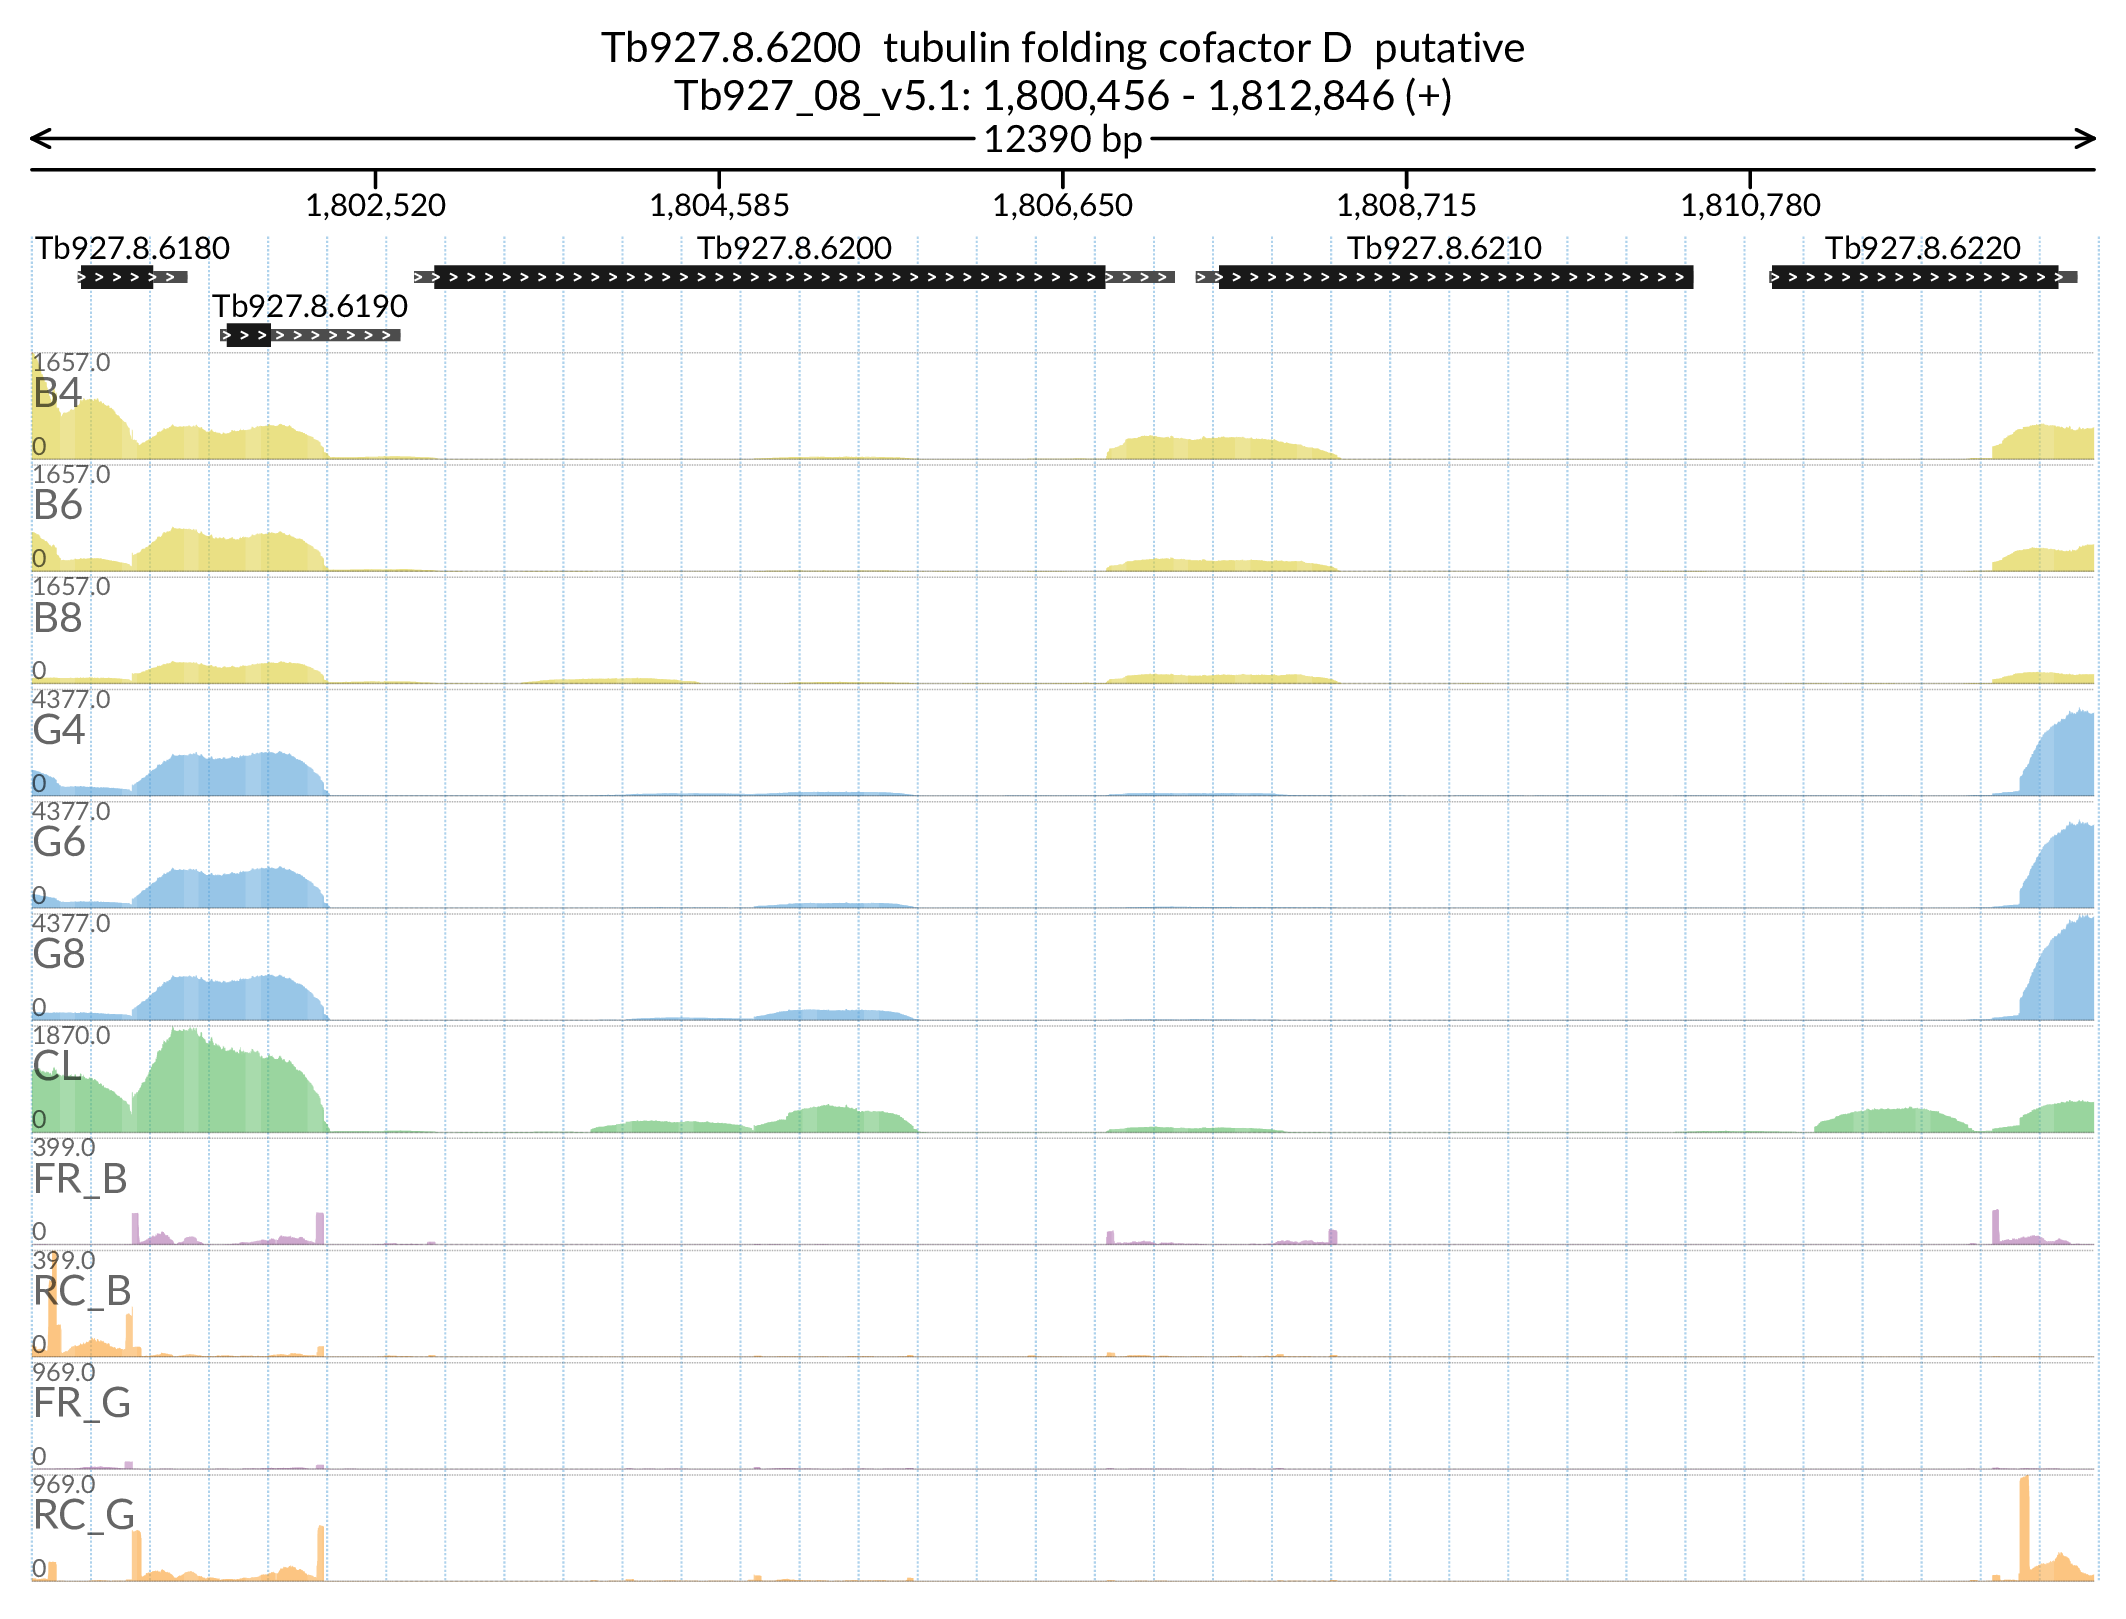 Tb927.8.6200  tubulin folding cofactor D  putative
Tb927_08_v5.1: 1,800,456 - 1,812,846 (+)
12390 bp
1,802,520 1,804,585 1,806,650 1,808,715 1,810,780
Tb927.8.6180 Tb927.8.6200 Tb927.8.6210 Tb927.8.6220
Tb927.8.6190
1657.0
B4
0
1657.0
B6
0
1657.0
B8
0
4377.0
G4
0
4377.0
G6
0
4377.0
G8
0
1870.0
CL
0
399.0
FR_B
0
399.0
RC_B
0
969.0
FR_G
0
969.0
RC_G
0